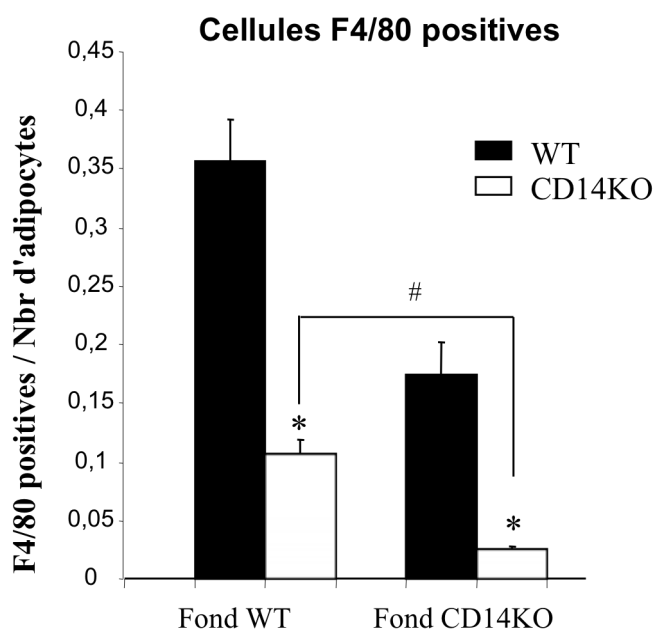 Cellules F4/80 positives
F4/80 positives / Nbr d'adipocytes
0,45
0,4
0,35
0,3
0,25
0,2
0,15
0,1
0,05
0
WT
CD14KO
#
*
*
Fond WT
Fond CD14KO